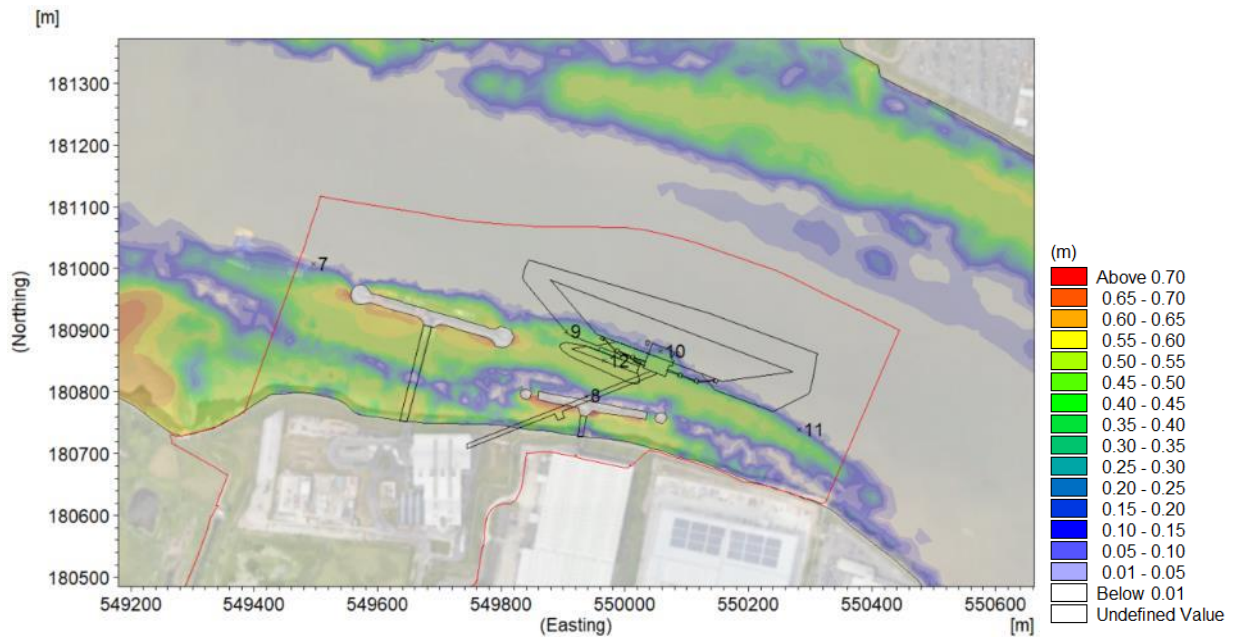 [m]
181300
181200
181100
181000
180900
180800
180700
180600
180500
(Northing)
7
9
10
12
8
11
549200 549400 549600 549800 550000 550200 550400 550600
(Easting) [m]
(m)
Above 0.70
0.65 - 0.70
0.60 - 0.65
0.55 - 0.60
0.50 - 0.55
0.45 - 0.50
0.40 - 0.45
0.35 - 0.40
0.30 - 0.35
0.25 - 0.30
0.20 - 0.25
0.15 - 0.20
0.10 - 0.15
0.05 - 0.10
0.01 - 0.05
Below 0.01
Undefined Value